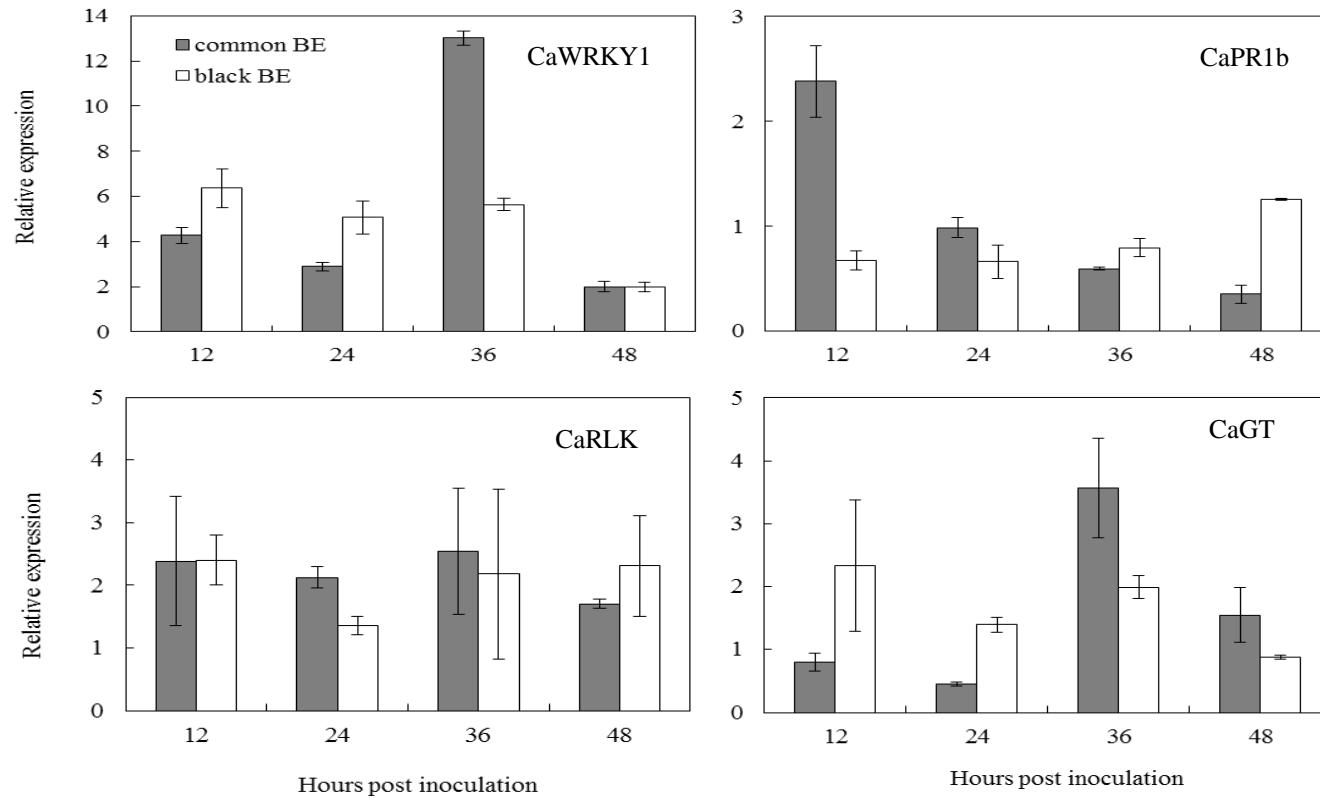 14
12
10
8
6
4
2
0
Relative expression
common BE
black BE
CaWRKY1
12 24 36 48
3
2
1
0
CaPR1b
12 24 36 48
5
4
3
2
1
0
Relative expression
CaRLK
12 24 36 48
Hours post inoculation
5
4
3
2
1
0
CaGT
12 24 36 48
Hours post inoculation